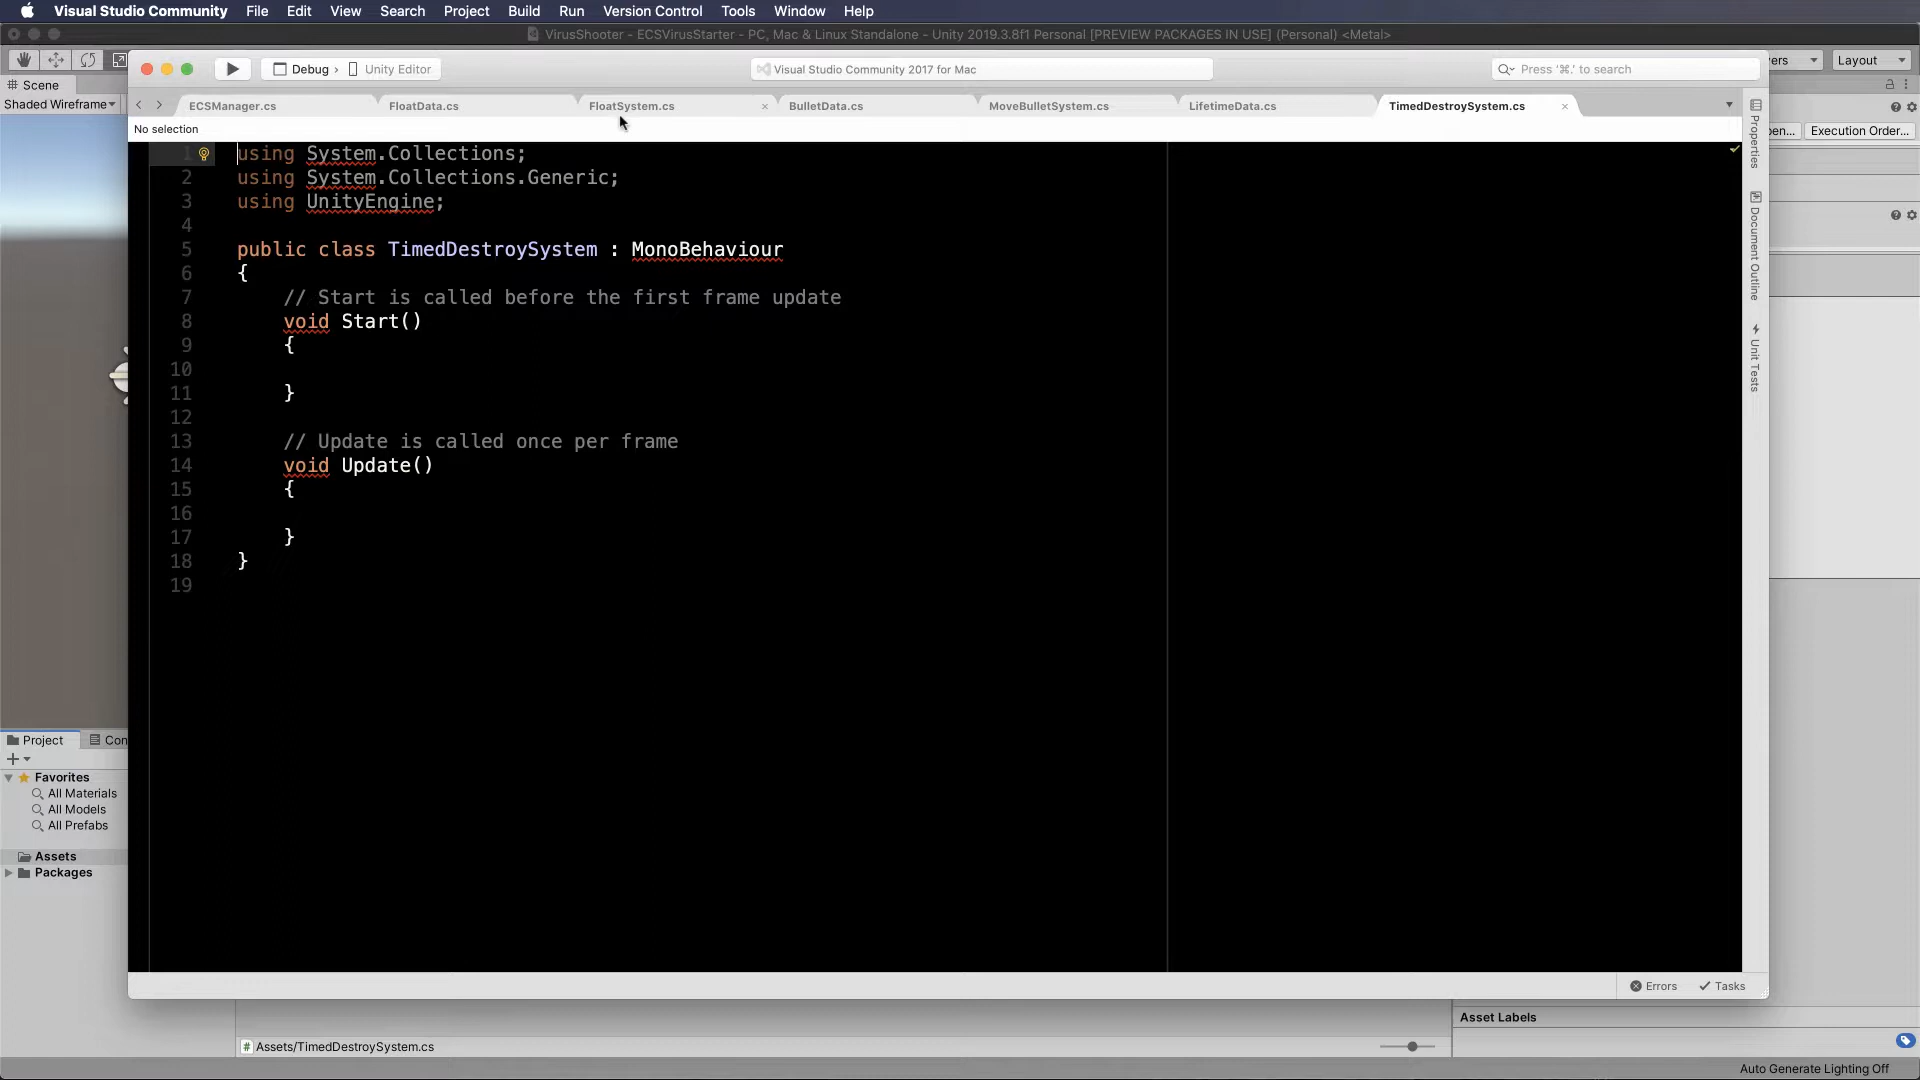 Visual Studio Community File Edit View Search Project Build Run Version Control Tools Window Help
VirusShooter - ECSVirusStarter - PC, Mac & Linux Standalone - Unity 2019.3.8f1 Personal [PREVIEW PACKAGES IN USE] (Personal) <Metal>
Debug › Unity Editor Visual Studio Community 2017 for Mac Press '⌘.' to search yers Layout
# Scene
Shaded Wireframe
ECSManager.cs FloatData.cs FloatSystem.cs × BulletData.cs MoveBulletSystem.cs LifetimeData.cs TimedDestroySystem.cs ×
No selection
pen... Execution Order...
Properties
Document Outline
Unit Tests
1 using System.Collections;
2 using System.Collections.Generic;
3 using UnityEngine;
4
5 public class TimedDestroySystem : MonoBehaviour
6 {
7 // Start is called before the first frame update
8 void Start()
9 {
10
11 }
12
13 // Update is called once per frame
14 void Update()
15 {
16
17 }
18 }
19
Project Con
+
Favorites
All Materials
All Models
All Prefabs
Assets
Packages
Errors Tasks
Asset Labels
# Assets/TimedDestroySystem.cs
Auto Generate Lighting Off